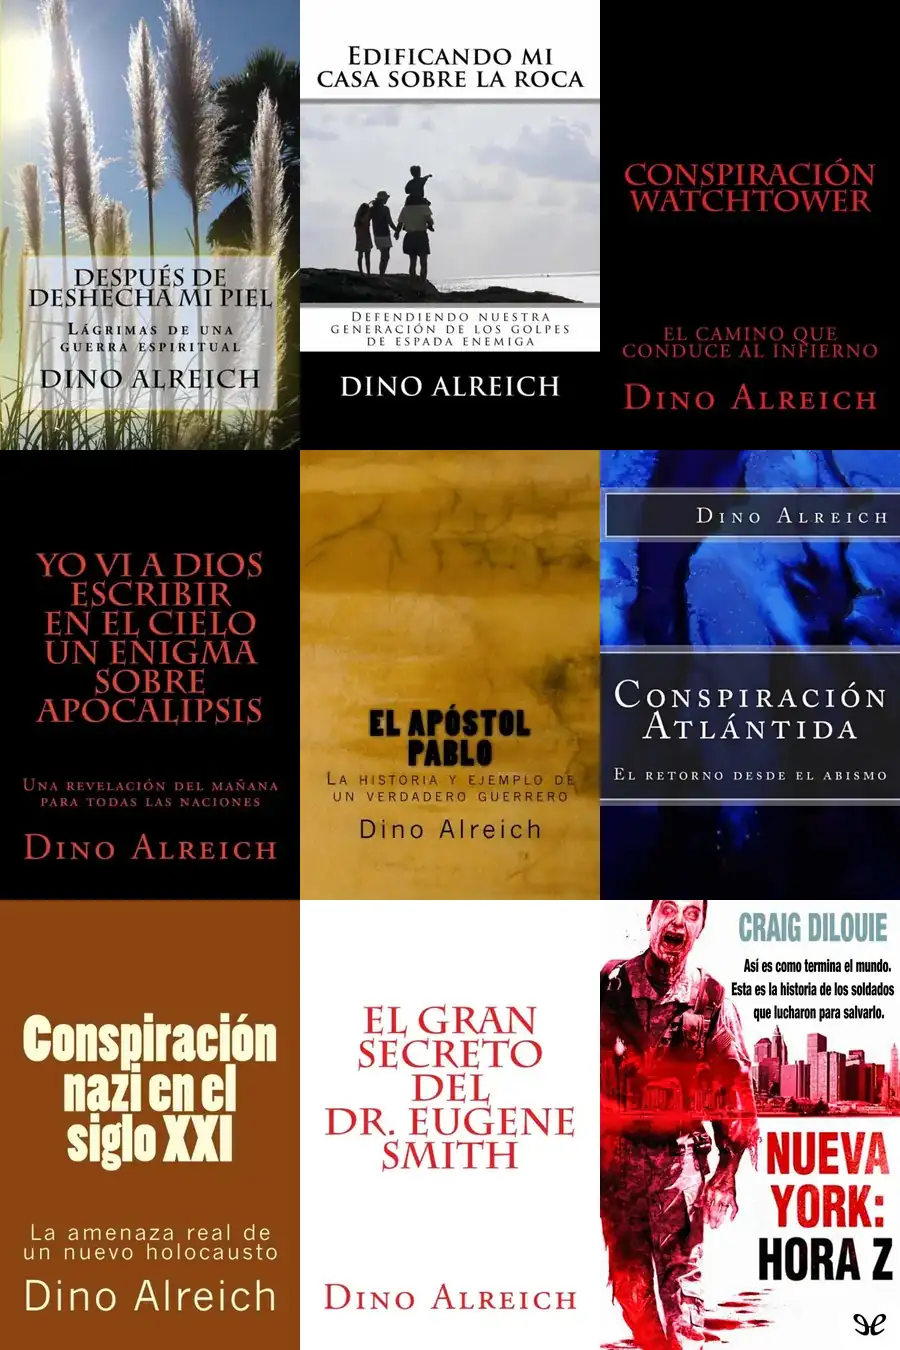 DESPUÉS DE
DESHECHA MI PIEL
LÁGRIMAS DE UNA
GUERRA ESPIRITUAL
DINO ALREICH
EDIFICANDO MI
CASA SOBRE LA ROCA
DEFENDIENDO NUESTRA
GENERACIÓN DE LOS GOLPES
DE ESPADA ENEMIGA
DINO ALREICH
CONSPIRACIÓN
WATCHTOWER
EL CAMINO QUE
CONDUCE AL INFIERNO
DINO ALREICH
YO VI A DIOS
ESCRIBIR
EN EL CIELO
UN ENIGMA
SOBRE
APOCALIPSIS
UNA REVELACIÓN DEL MAÑANA
PARA TODAS LAS NACIONES
DINO ALREICH
EL APÓSTOL
PABLO
LA HISTORIA Y EJEMPLO DE
UN VERDADERO GUERRERO
Dino Alreich
DINO ALREICH
CONSPIRACIÓN
ATLÁNTIDA
EL RETORNO DESDE EL ABISMO
Conspiración
nazi en el
siglo XXI
La amenaza real de
un nuevo holocausto
Dino Alreich
EL GRAN
SECRETO
DEL
DR. EUGENE
SMITH
DINO ALREICH
CRAIG DILOUIE
Así es como termina el mundo.
Esta es la historia de los soldados
que lucharon para salvarlo.
NUEVA
YORK:
HORA Z